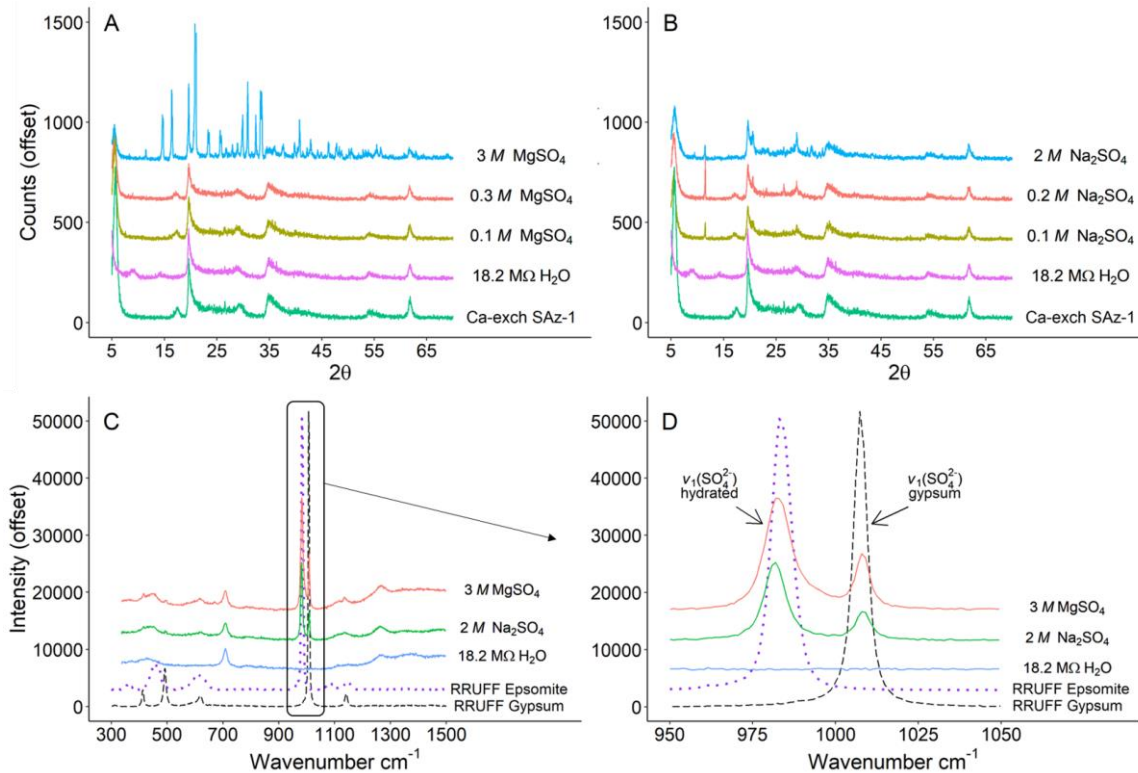 A
Counts (offset)
1500
1000
500
0
3 M MgSO₄
0.3 M MgSO₄
0.1 M MgSO₄
18.2 MΩ H₂O
Ca-exch SAz-1
5 15 25 35 45 55 65
2θ
B
Counts (offset)
1500
1000
500
0
2 M Na₂SO₄
0.2 M Na₂SO₄
0.1 M Na₂SO₄
18.2 MΩ H₂O
Ca-exch SAz-1
5 15 25 35 45 55 65
2θ
C
Intensity (offset)
50000
40000
30000
20000
10000
0
3 M MgSO₄
2 M Na₂SO₄
18.2 MΩ H₂O
RRUFF Epsomite
RRUFF Gypsum
300 500 700 900 1100 1300 1500
Wavenumber cm⁻¹
D
Intensity (offset)
50000
40000
30000
20000
10000
0
ν₁(SO₄²⁻)
hydrated
ν₁(SO₄²⁻)
gypsum
3 M MgSO₄
2 M Na₂SO₄
18.2 MΩ H₂O
RRUFF Epsomite
RRUFF Gypsum
950 975 1000 1025 1050
Wavenumber cm⁻¹